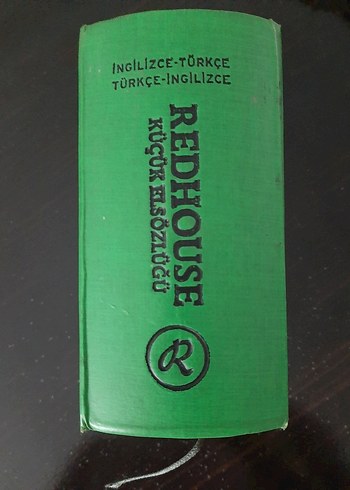 İNGİLİZCE-TÜRKÇE
TÜRKÇE-İNGİLİZCE
REDHOUSE
KÜÇÜK ELSÖZLÜĞÜ
R